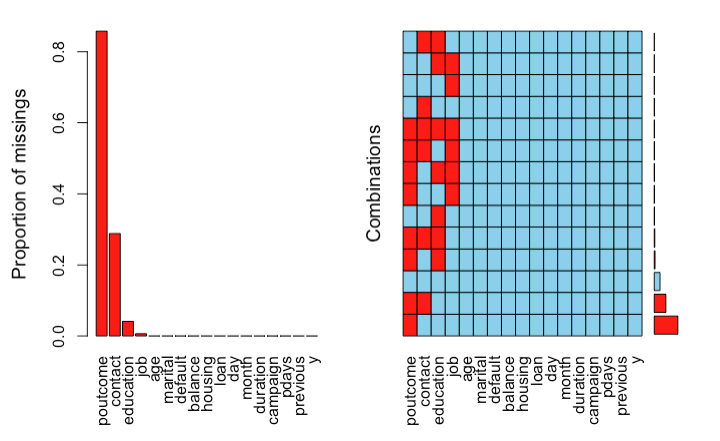 Proportion of missings
0.8
0.6
0.4
0.2
0.0
poutcome
contact
education
job
age
marital
default
balance
housing
loan
day
month
duration
campaign
pdays
previous
y
Combinations
poutcome
contact
education
job
age
marital
default
balance
housing
loan
day
month
duration
campaign
pdays
previous
y